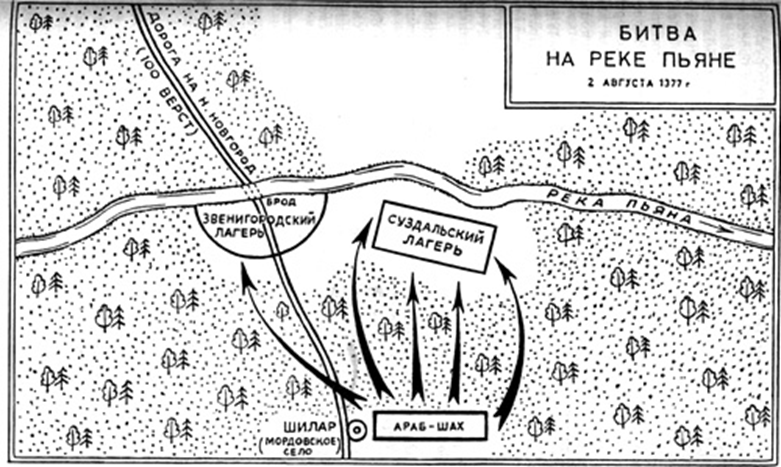 БИТВА
НА РЕКЕ ПЬЯНЕ
2 АВГУСТА 1377 г
ДОРОГА НА Н. НОВГОРОД
(100 ВЕРСТ)
БРОД
ЗВЕНИГОРОДСКИЙ
ЛАГЕРЬ
СУЗДАЛЬСКИЙ
ЛАГЕРЬ
РЕКА ПЬЯНА
ШИЛАР
(МОРДОВСКОЕ)
СЕЛО
АРАБ-ШАХ